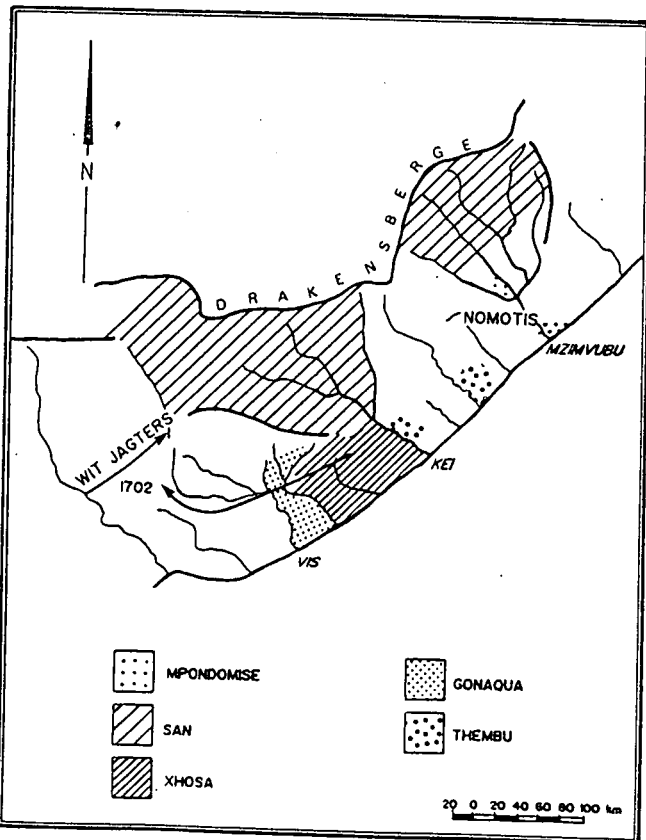 N
DRAKENSBERGE
NOMOTIS
MZIMVUBU
WIT JAGTERS
KEI
1702
VIS
MPONDOMISE
GONAQUA
SAN
THEMBU
XHOSA
20 0 20 40 60 80 100 km